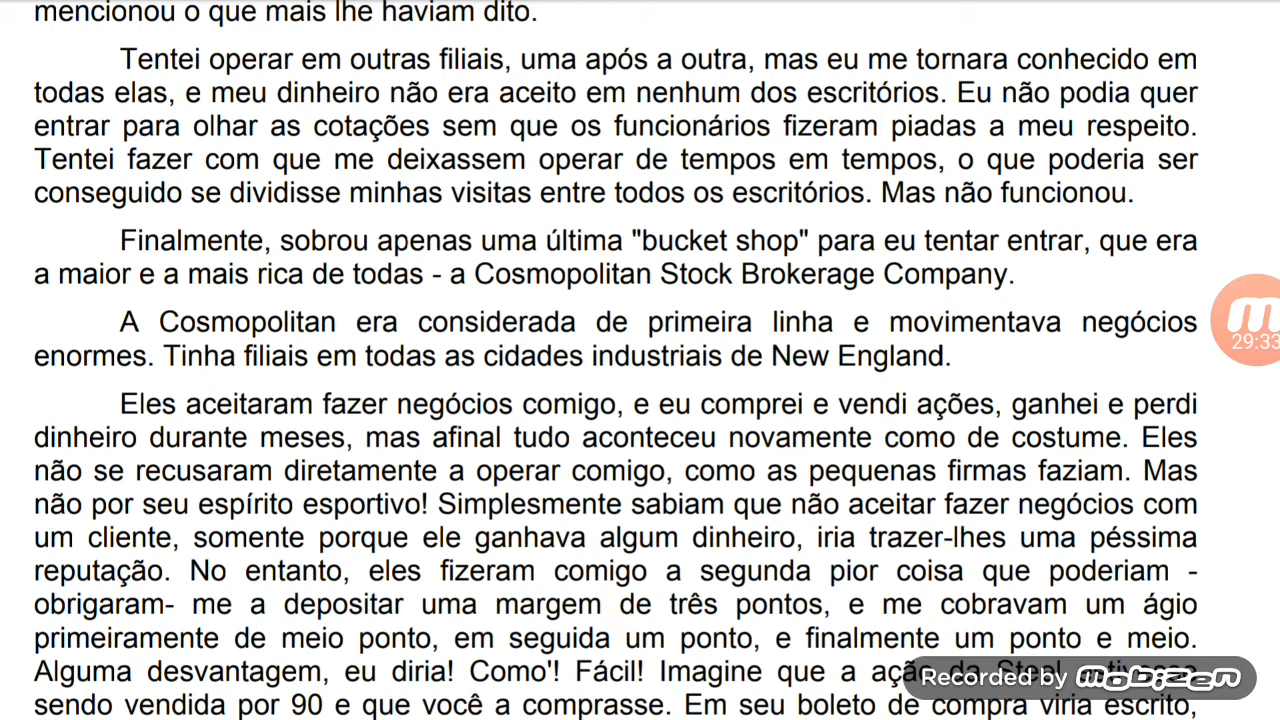 mencionou o que mais lhe haviam dito.
Tentei operar em outras filiais, uma após a outra, mas eu me tornara conhecido em
todas elas, e meu dinheiro não era aceito em nenhum dos escritórios. Eu não podia quer
entrar para olhar as cotações sem que os funcionários fizeram piadas a meu respeito.
Tentei fazer com que me deixassem operar de tempos em tempos, o que poderia ser
conseguido se dividisse minhas visitas entre todos os escritórios. Mas não funcionou.
Finalmente, sobrou apenas uma última "bucket shop" para eu tentar entrar, que era
a maior e a mais rica de todas - a Cosmopolitan Stock Brokerage Company.
A Cosmopolitan era considerada de primeira linha e movimentava negócios
enormes. Tinha filiais em todas as cidades industriais de New England.
Eles aceitaram fazer negócios comigo, e eu comprei e vendi ações, ganhei e perdi
dinheiro durante meses, mas afinal tudo aconteceu novamente como de costume. Eles
não se recusaram diretamente a operar comigo, como as pequenas firmas faziam. Mas
não por seu espírito esportivo! Simplesmente sabiam que não aceitar fazer negócios com
um cliente, somente porque ele ganhava algum dinheiro, iria trazer-lhes uma péssima
reputação. No entanto, eles fizeram comigo a segunda pior coisa que poderiam -
obrigaram- me a depositar uma margem de três pontos, e me cobravam um ágio
primeiramente de meio ponto, em seguida um ponto, e finalmente um ponto e meio.
Alguma desvantagem, eu diria! Como'! Fácil! Imagine que a ação da
sendo vendida por 90 e que você a comprasse. Em seu boleto de compra viria escrito,
29:33
Recorded by MOBIZEN